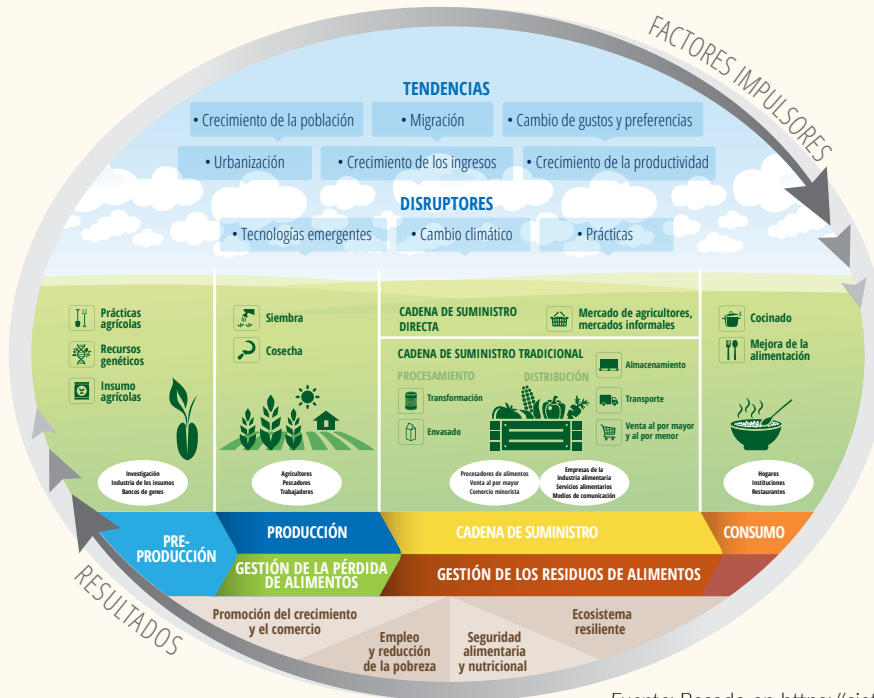 FACTORES IMPULSORES
TENDENCIAS
• Crecimiento de la población
• Migración
• Cambio de gustos y preferencias
• Urbanización
• Crecimiento de los ingresos
• Crecimiento de la productividad
DISRUPTORES
• Tecnologías emergentes
• Cambio climático
• Prácticas
Prácticas
agrícolas
Recursos
genéticos
Insumo
agrícolas
Investigación
Industria de los insumos
Bancos de genes
Siembra
Cosecha
Agricultores
Pescadores
Trabajadores
CADENA DE SUMINISTRO
DIRECTA
Mercado de agricultores,
mercados informales
CADENA DE SUMINISTRO TRADICIONAL
PROCESAMIENTO
Transformación
Envasado
DISTRIBUCIÓN
Almacenamiento
Transporte
Venta al por mayor
y al por menor
Procesadores de alimentos
Venta al por mayor
Comercio minorista
Empresas de la
industria alimentaria
Servicios alimentarios
Medios de comunicación
Cocinado
Mejora de la
alimentación
Hogares
Instituciones
Restaurantes
PRE-
PRODUCCIÓN
PRODUCCIÓN
CADENA DE SUMINISTRO
CONSUMO
GESTIÓN DE LA PÉRDIDA
DE ALIMENTOS
GESTIÓN DE LOS RESIDUOS DE ALIMENTOS
RESULTADOS
Promoción del crecimiento
y el comercio
Empleo
y reducción
de la pobreza
Seguridad
alimentaria
y nutricional
Ecosistema
resiliente